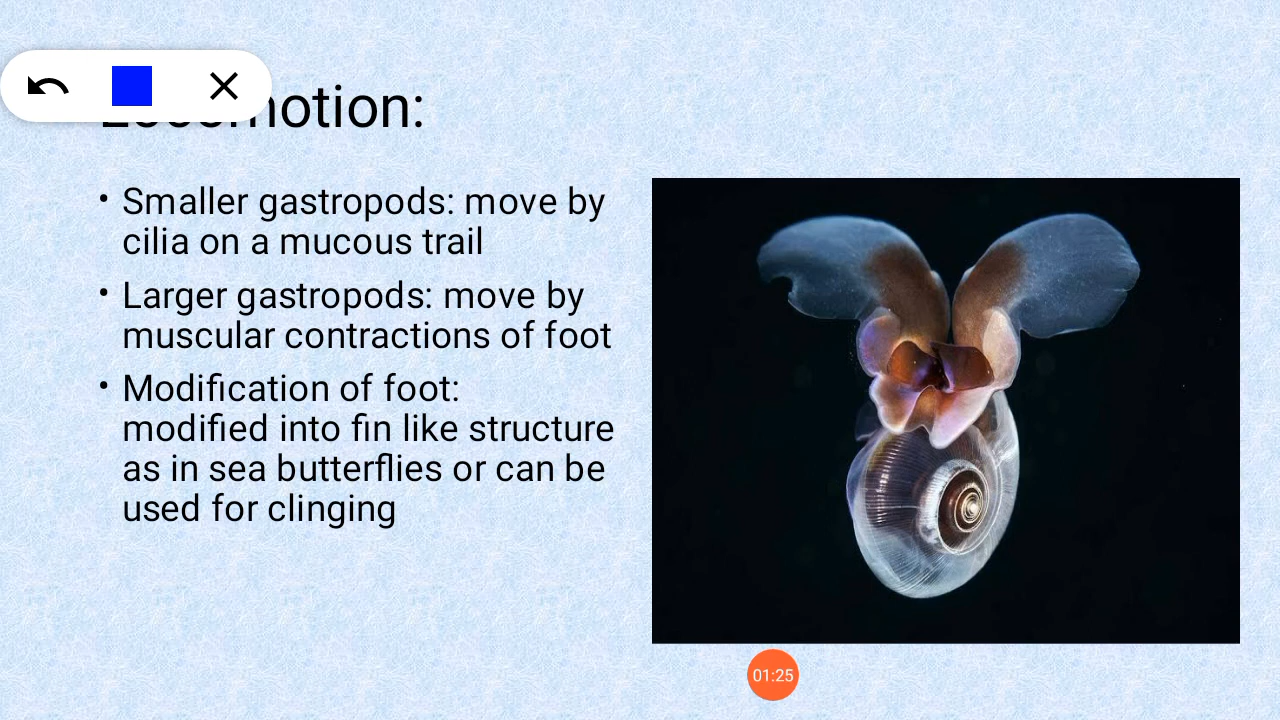 Locomotion:
• Smaller gastropods: move by
cilia on a mucous trail
• Larger gastropods: move by
muscular contractions of foot
• Modification of foot:
modified into fin like structure
as in sea butterflies or can be
used for clinging
01:25